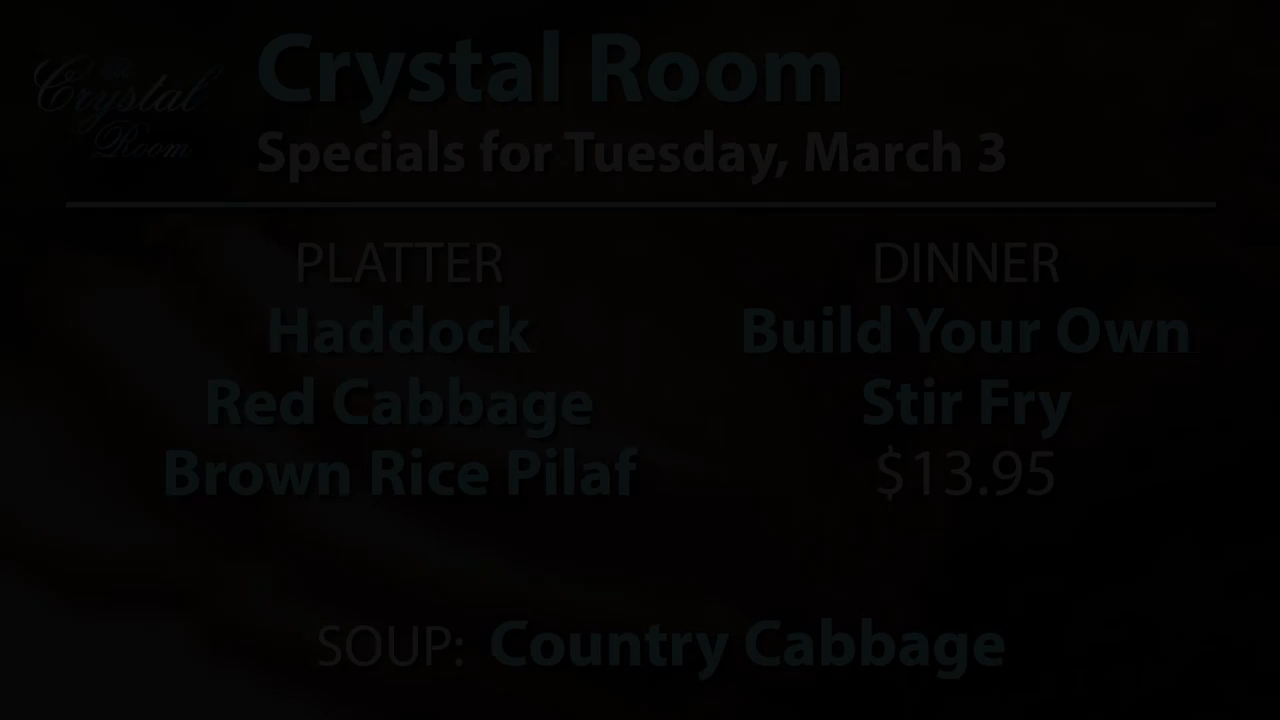 The
Crystal
Room
Crystal Room
Specials for Tuesday, March 3
PLATTER
Haddock
Red Cabbage
Brown Rice Pilaf
DINNER
Build Your Own
Stir Fry
$13.95
SOUP: Country Cabbage